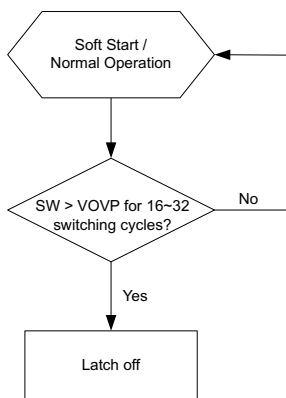 Soft Start /
Normal Operation
SW > VOVP for 16~32
switching cycles?
No
Yes
Latch off